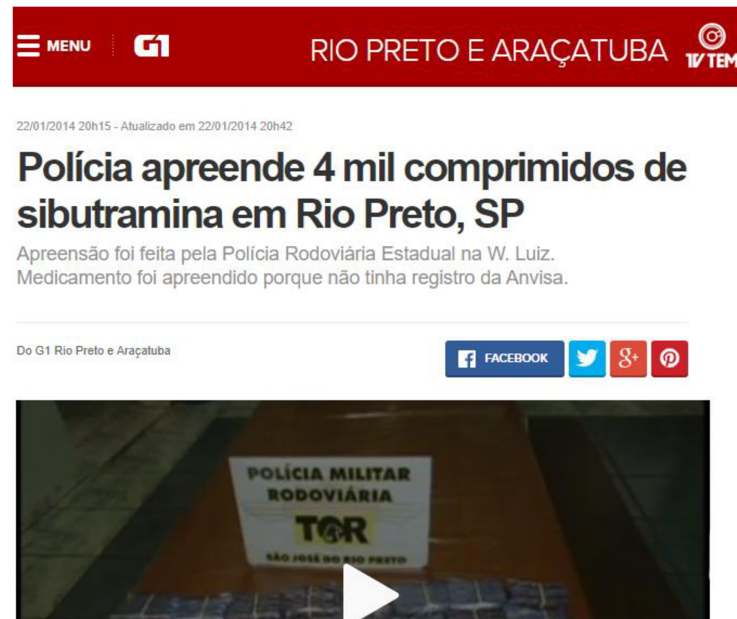 MENU
G1
RIO PRETO E ARAÇATUBA
TV TEM
22/01/2014 20h15 - Atualizado em 22/01/2014 20h42
Polícia apreende 4 mil comprimidos de
sibutramina em Rio Preto, SP
Apreensão foi feita pela Polícia Rodoviária Estadual na W. Luiz.
Medicamento foi apreendido porque não tinha registro da Anvisa.
Do G1 Rio Preto e Araçatuba
FACEBOOK
g+
POLÍCIA MILITAR
RODOVIÁRIA
TOR
SÃO JOSÉ DO RIO PRETO